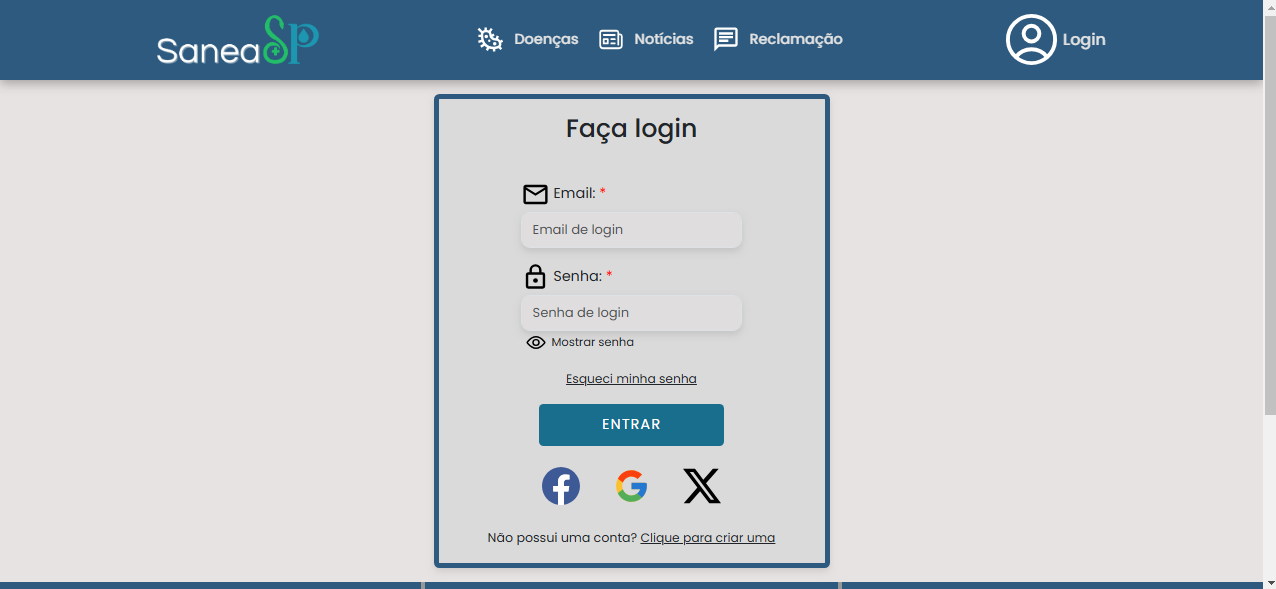 SaneaSp
Doenças
Notícias
Reclamação
Login
Faça login
Email: *
Email de login
Senha: *
Senha de login
Mostrar senha
Esqueci minha senha
ENTRAR
Não possui uma conta? Clique para criar uma